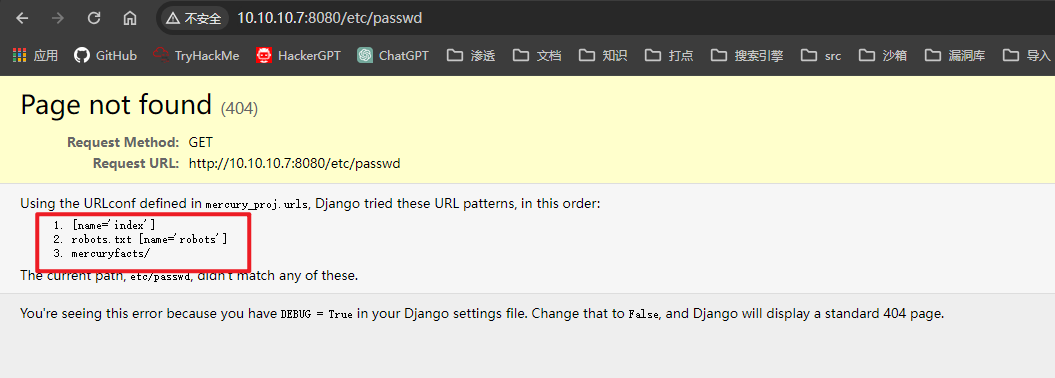 不安全 10.10.10.7:8080/etc/passwd
应用 GitHub TryHackMe HackerGPT ChatGPT 渗透 文档 知识 打点 搜索引擎 src 沙箱 漏洞库 导入
Page not found (404)
Request Method: GET
Request URL: http://10.10.10.7:8080/etc/passwd
Using the URLconf defined in mercury_proj.urls, Django tried these URL patterns, in this order:
1. [name='index']
2. robots.txt [name='robots']
3. mercuryfacts/
The current path, etc/passwd, didn't match any of these.
You're seeing this error because you have DEBUG = True in your Django settings file. Change that to False, and Django will display a standard 404 page.